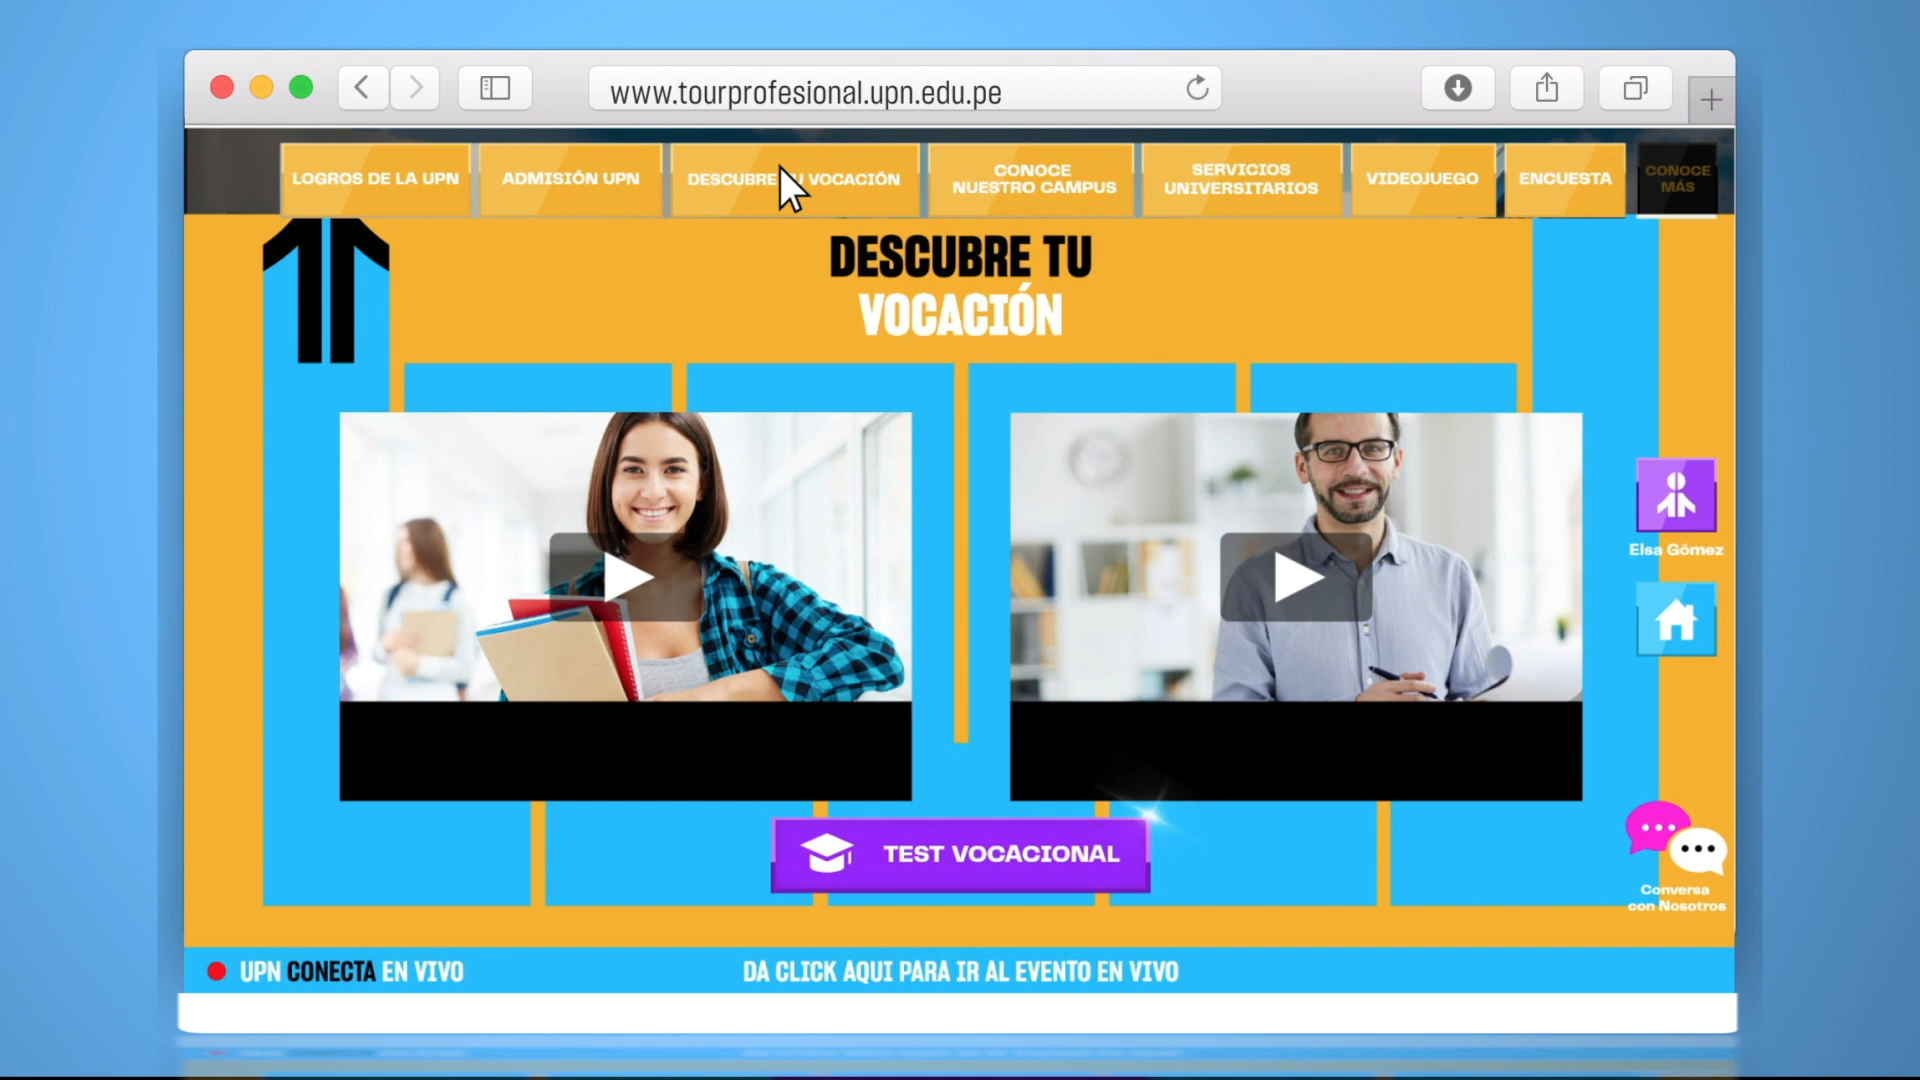 www.tourprofesional.upn.edu.pe
LOGROS DE LA UPN
ADMISIÓN UPN
DESCUBRE TU VOCACIÓN
CONOCE
NUESTRO CAMPUS
SERVICIOS
UNIVERSITARIOS
VIDEOJUEGO
ENCUESTA
CONOCE
MÁS
DESCUBRE TU
VOCACIÓN
Elsa Gómez
TEST VOCACIONAL
Conversa
con Nosotros
UPN CONECTA EN VIVO
DA CLICK AQUI PARA IR AL EVENTO EN VIVO